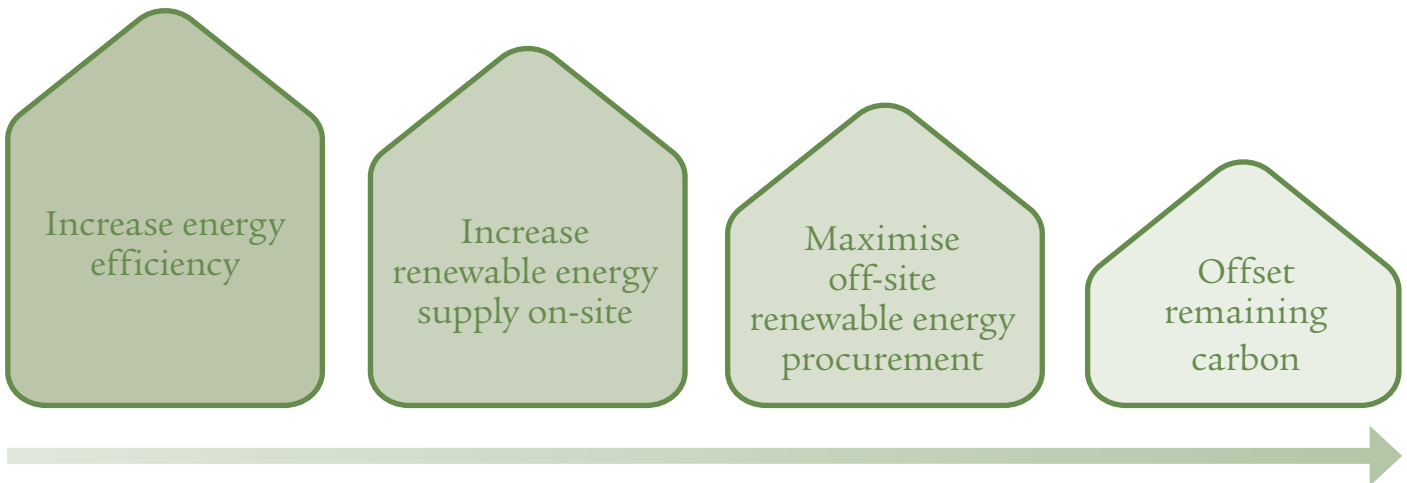 Increase energy
efficiency
Increase
renewable energy
supply on-site
Maximise
off-site
renewable energy
procurement
Offset
remaining
carbon